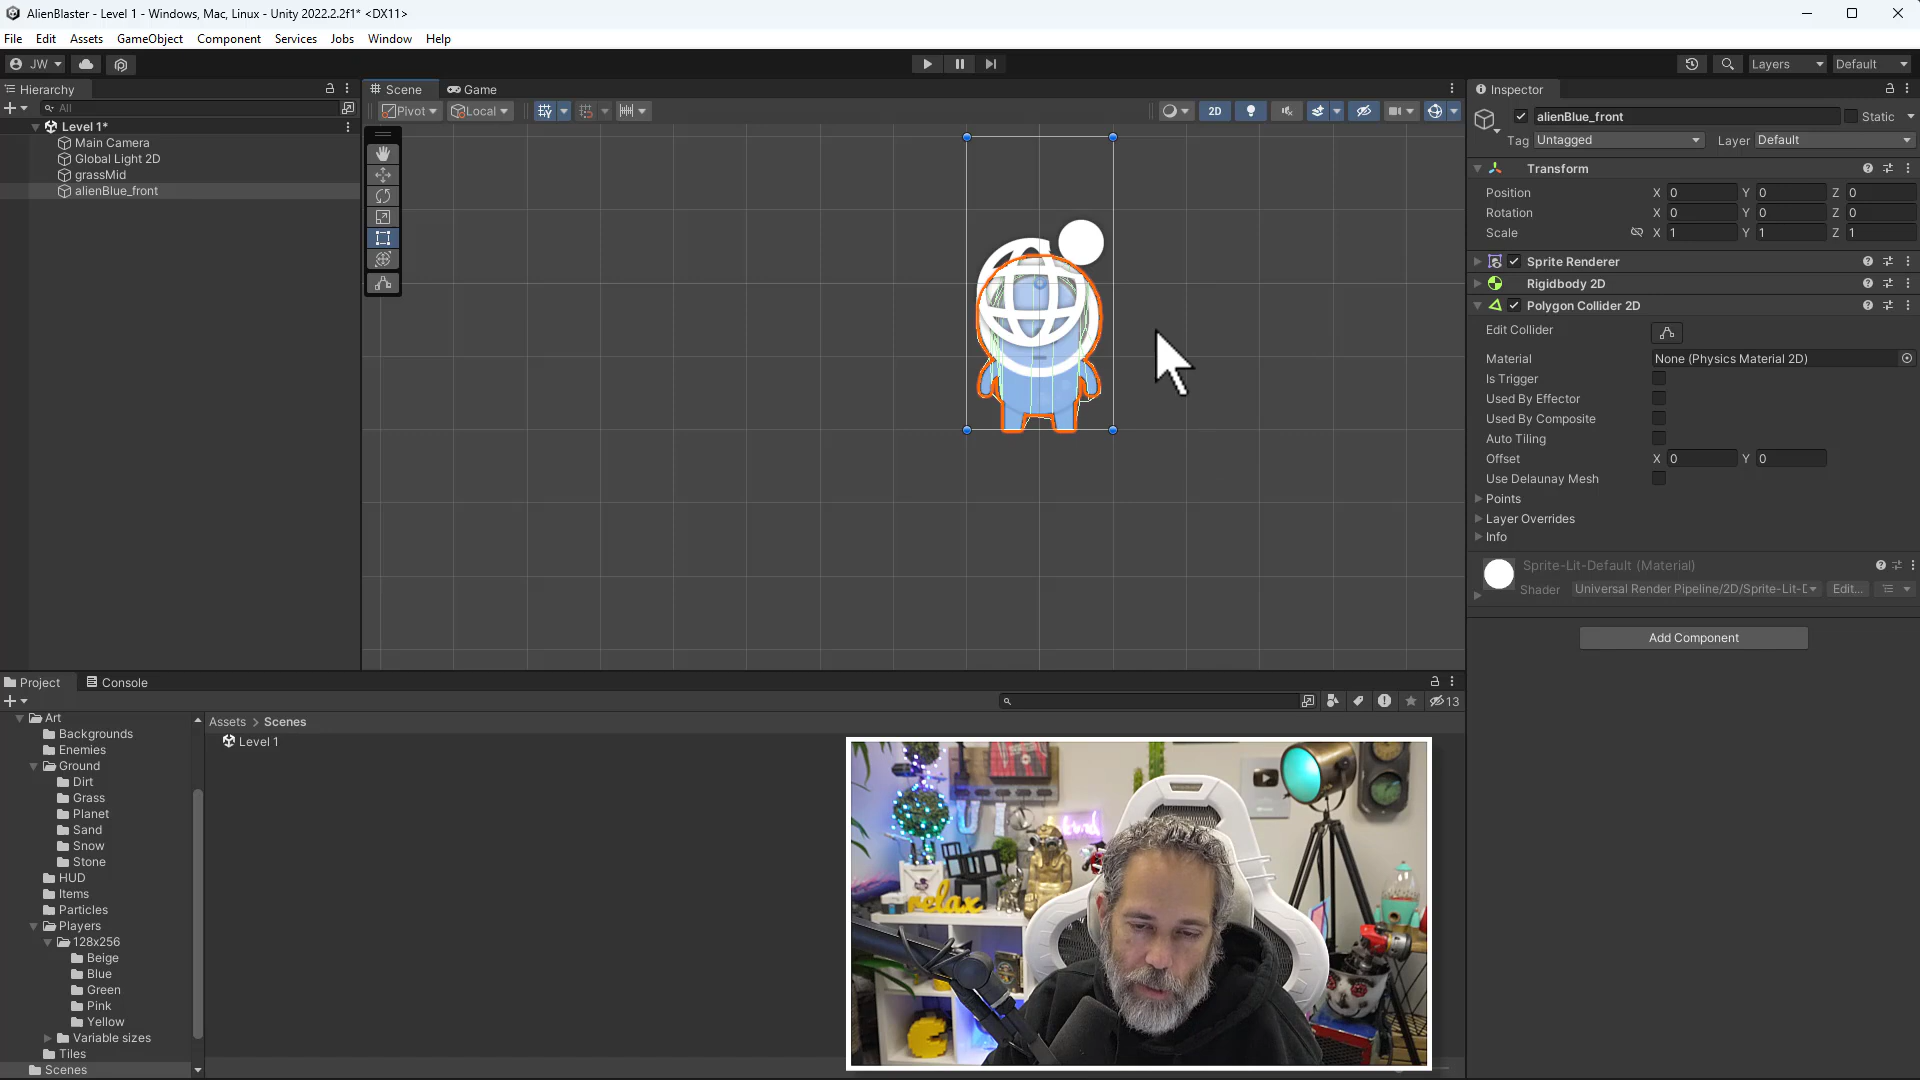 AlienBlaster - Level 1 - Windows, Mac, Linux - Unity 2022.2.2f1* <DX11>
File Edit Assets GameObject Component Services Jobs Window Help
JW
Layers
Default
Hierarchy
All
Level 1*
Main Camera
Global Light 2D
grassMid
alienBlue_front
Scene
Game
Pivot
Local
2D
Inspector
alienBlue_front
Static
Tag Untagged
Layer Default
Transform
Position X 0 Y 0 Z 0
Rotation X 0 Y 0 Z 0
Scale X 1 Y 1 Z 1
Sprite Renderer
Rigidbody 2D
Polygon Collider 2D
Edit Collider
Material None (Physics Material 2D)
Is Trigger
Used By Effector
Used By Composite
Auto Tiling
Offset X 0 Y 0
Use Delaunay Mesh
Points
Layer Overrides
Info
Sprite-Lit-Default (Material)
Shader Universal Render Pipeline/2D/Sprite-Lit-D Edit...
Add Component
Project
Console
13
Art
Backgrounds
Enemies
Ground
Dirt
Grass
Planet
Sand
Snow
Stone
HUD
Items
Particles
Players
128x256
Beige
Blue
Green
Pink
Yellow
Variable sizes
Tiles
Scenes
Assets > Scenes
Level 1
relax